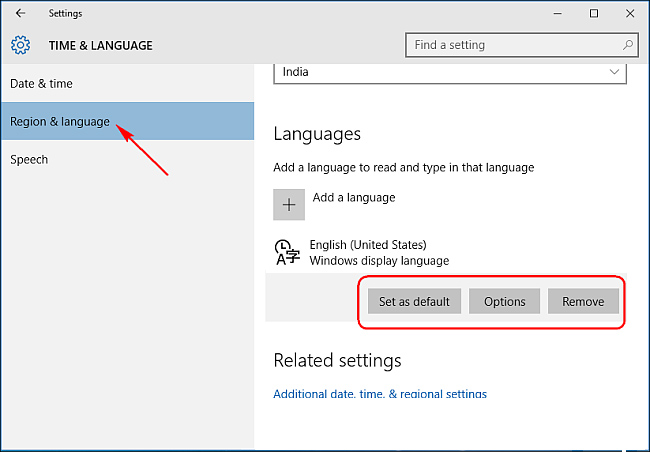 Settings
TIME & LANGUAGE
Find a setting
Date & time
Region & language
Speech
India
Languages
Add a language to read and type in that language
Add a language
English (United States)
Windows display language
Set as default
Options
Remove
Related settings
Additional date, time, & regional settings